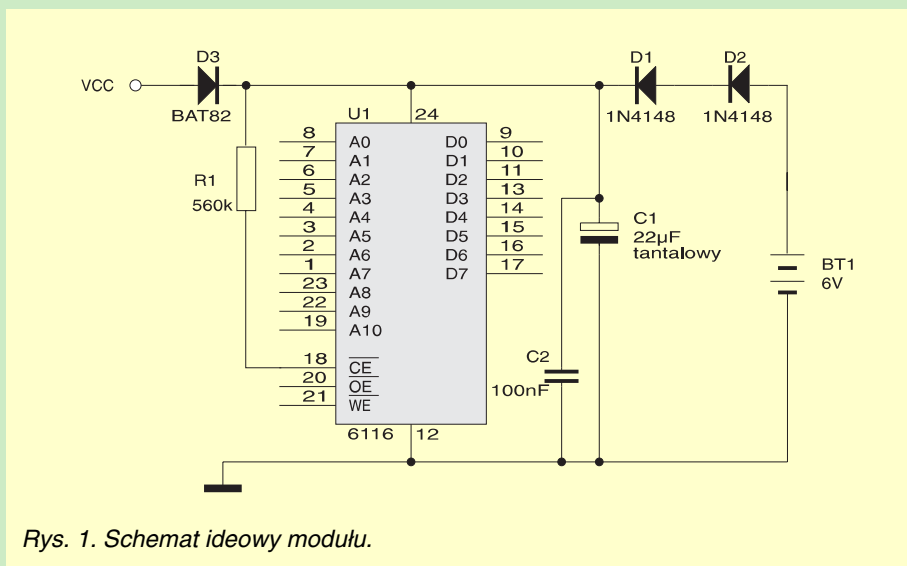 D3
D1
D2
VCC
BAT82
1N4148
1N4148
U1
24
8 A0 D0 9
7 A1 D1 10
6 A2 D2 11
5 A3 D3 13
4 A4 D4 14
3 A5 D5 15
2 A6 D6 16
1 A7 D7 17
23 A8
22 A9
19 A10
18 CE
20 OE
21 WE
6116
12
R1
560k
C1
22µF
tantalowy
C2
100nF
BT1
6V
Rys. 1. Schemat ideowy modułu.